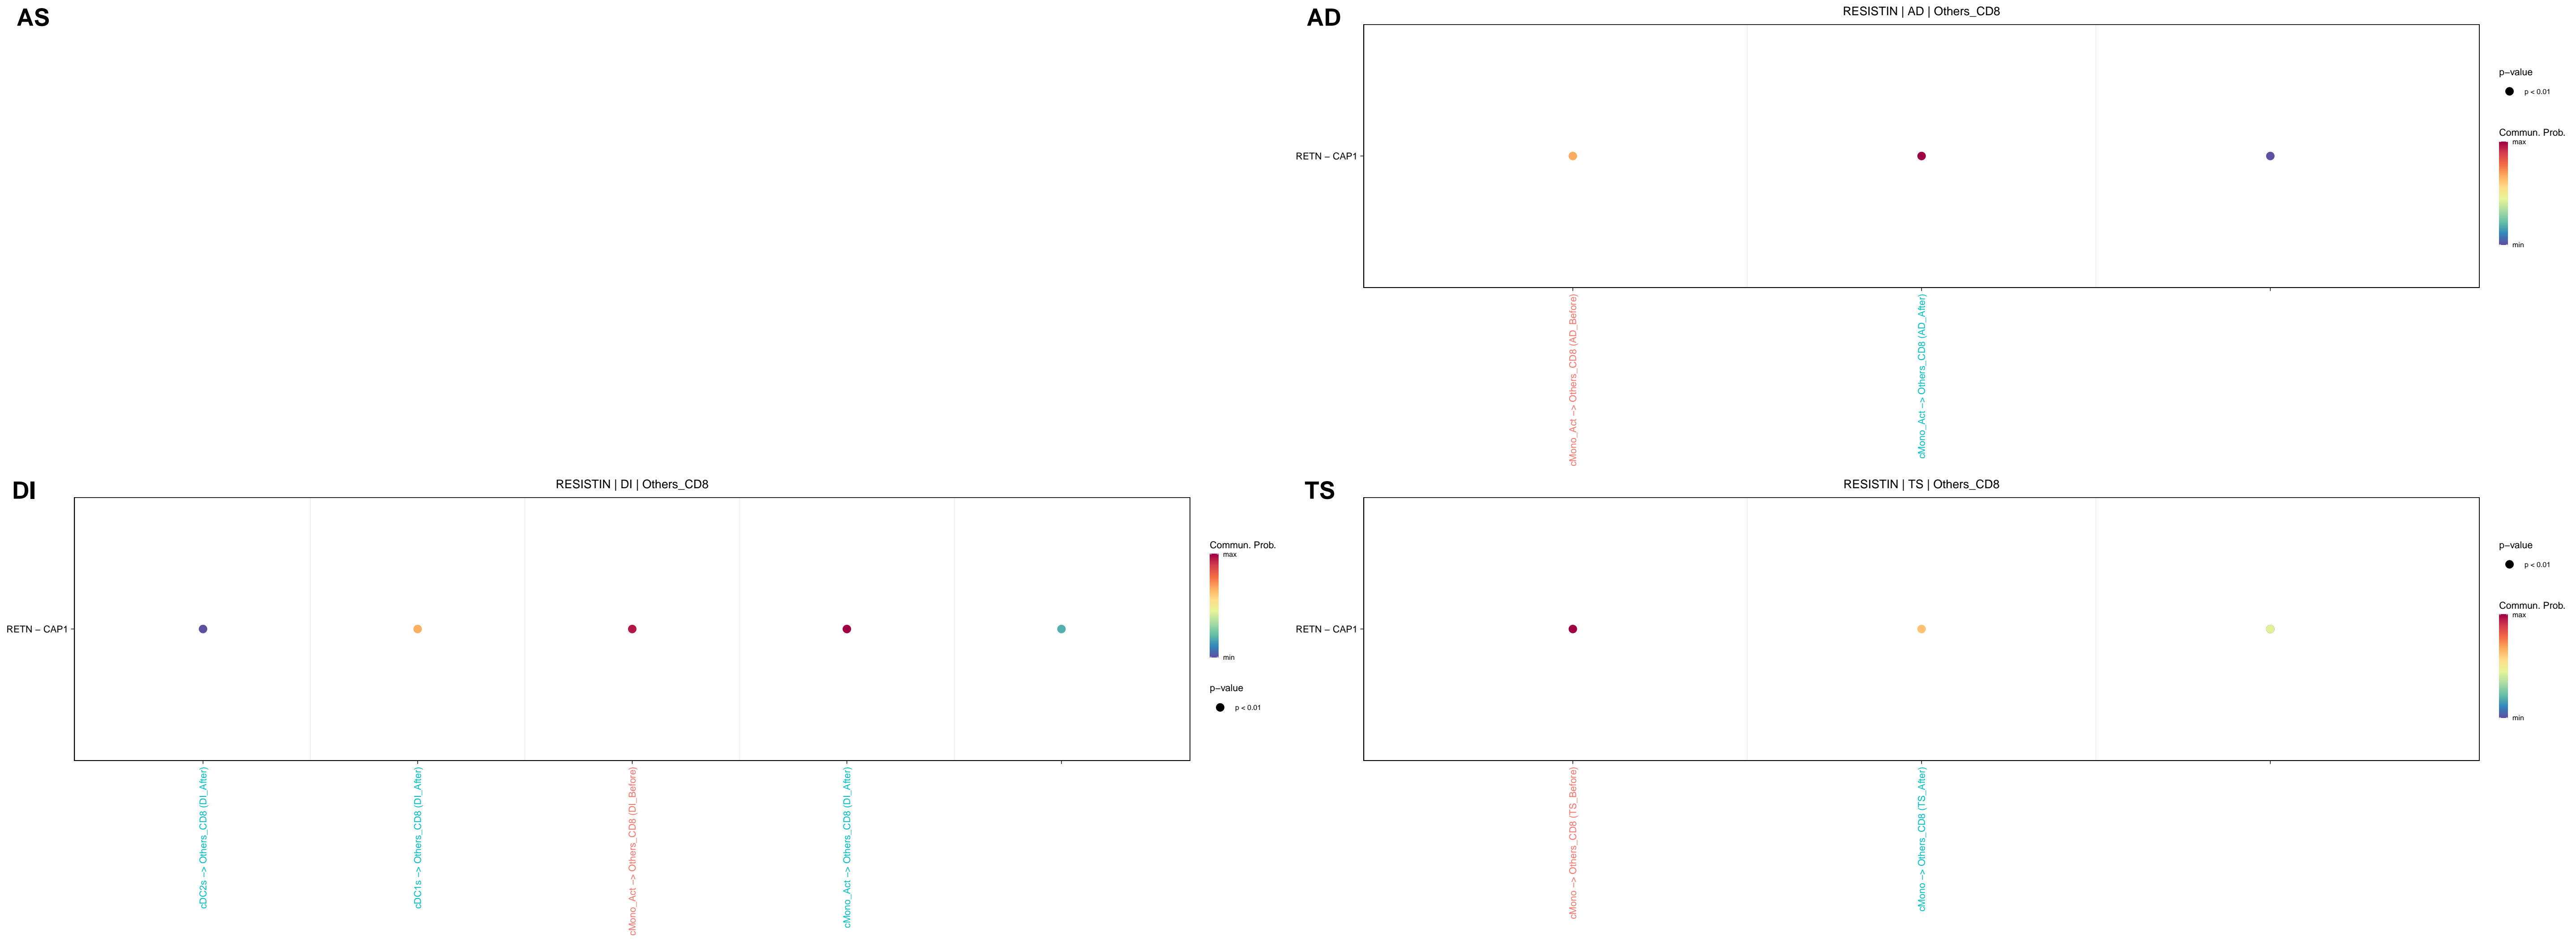 AS
AD
RESISTIN | AD | Others_CD8
RETN − CAP1
cMono_Act −> Others_CD8 (AD_Before)
cMono_Act −> Others_CD8 (AD_After)
p−value
p < 0.01
Commun. Prob.
max
min
DI
RESISTIN | DI | Others_CD8
RETN − CAP1
cDC2s −> Others_CD8 (DI_After)
cDC1s −> Others_CD8 (DI_After)
cMono_Act −> Others_CD8 (DI_Before)
cMono_Act −> Others_CD8 (DI_After)
Commun. Prob.
max
min
p−value
p < 0.01
TS
RESISTIN | TS | Others_CD8
RETN − CAP1
cMono −> Others_CD8 (TS_Before)
cMono −> Others_CD8 (TS_After)
p−value
p < 0.01
Commun. Prob.
max
min